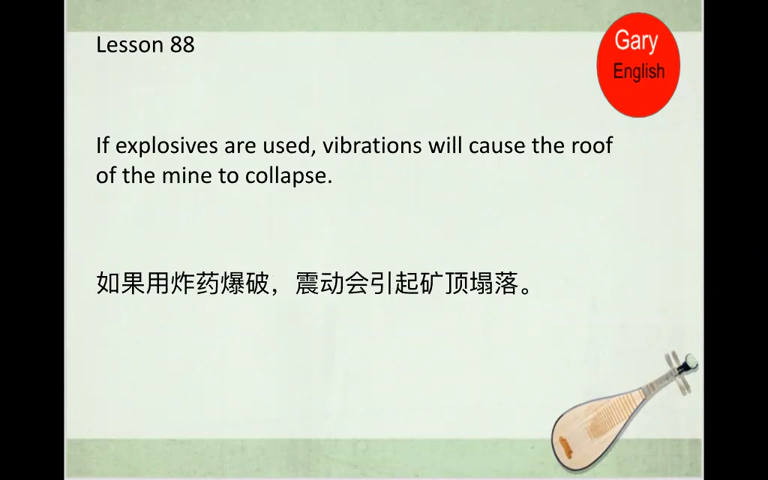 Lesson 88
Gary
English
If explosives are used, vibrations will cause the roof
of the mine to collapse.
如果用炸药爆破，震动会引起矿顶塌落。